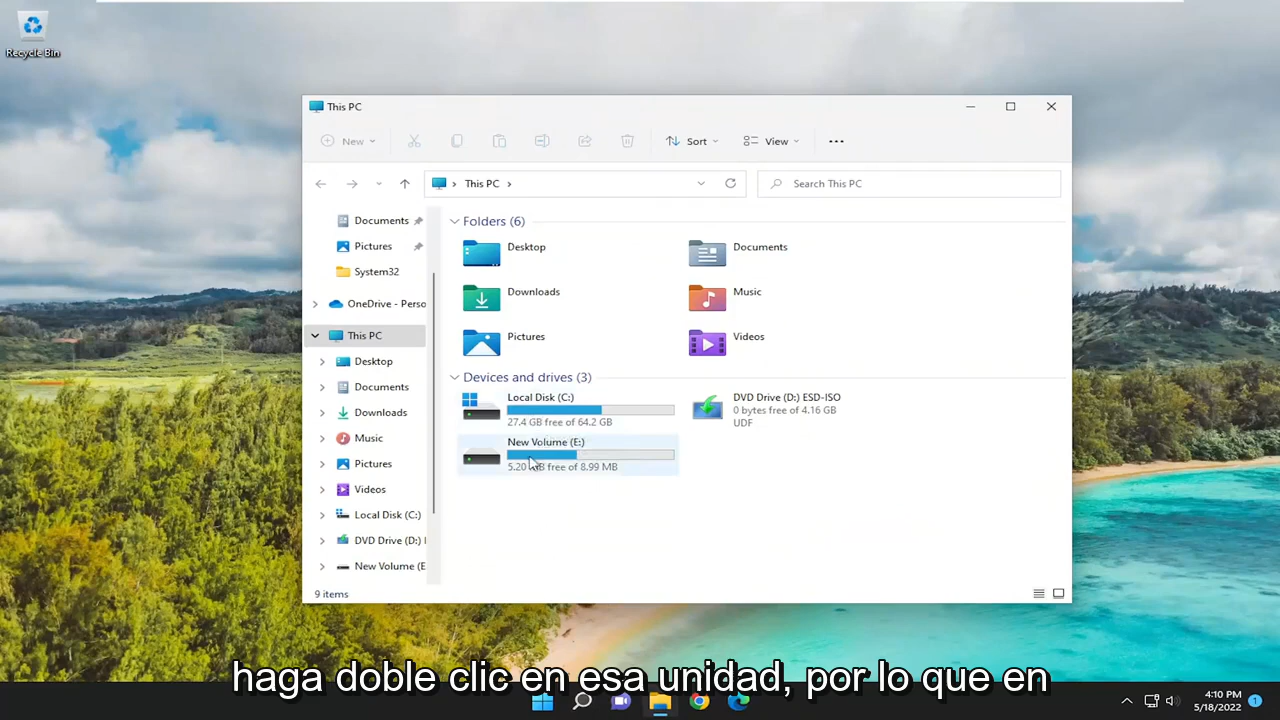 Recycle Bin
This PC
New
Sort
View
This PC
Search This PC
Documents
Pictures
System32
OneDrive - Perso
This PC
Desktop
Documents
Downloads
Music
Pictures
Videos
Local Disk (C:)
DVD Drive (D:)
New Volume (E
Folders (6)
Desktop
Documents
Downloads
Music
Pictures
Videos
Devices and drives (3)
Local Disk (C:)
27.4 GB free of 64.2 GB
DVD Drive (D:) ESD-ISO
0 bytes free of 4.16 GB
UDF
New Volume (E:)
5.20 MB free of 8.99 MB
9 items
haga doble clic en esa unidad, por lo que en
4:10 PM
5/18/2022
1